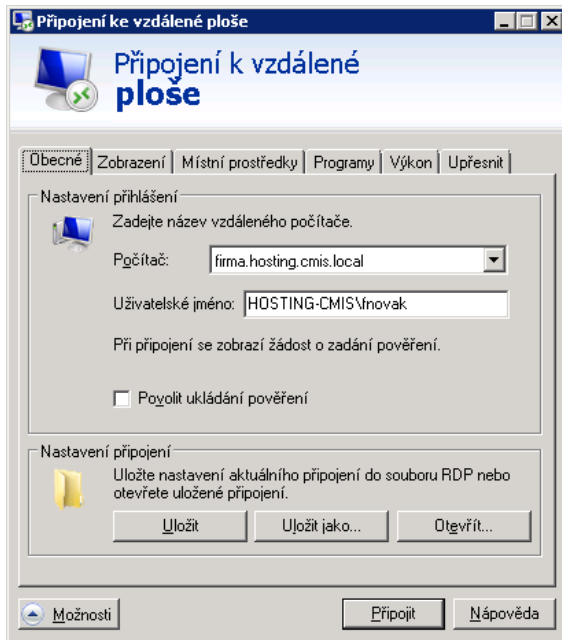 Připojení ke vzdálené ploše
Připojení k vzdálené
ploše
Obecné Zobrazení Místní prostředky Programy Výkon Upřesnit
Nastavení přihlášení
Zadejte název vzdáleného počítače.
Počítač: firma.hosting.cmis.local
Uživatelské jméno: HOSTING-CMIS\fnovak
Při připojení se zobrazí žádost o zadání pověření.
Povolit ukládání pověření
Nastavení připojení
Uložte nastavení aktuálního připojení do souboru RDP nebo
otevřete uložené připojení.
Uložit Uložit jako... Otevřít...
Možnosti Připojit Nápověda